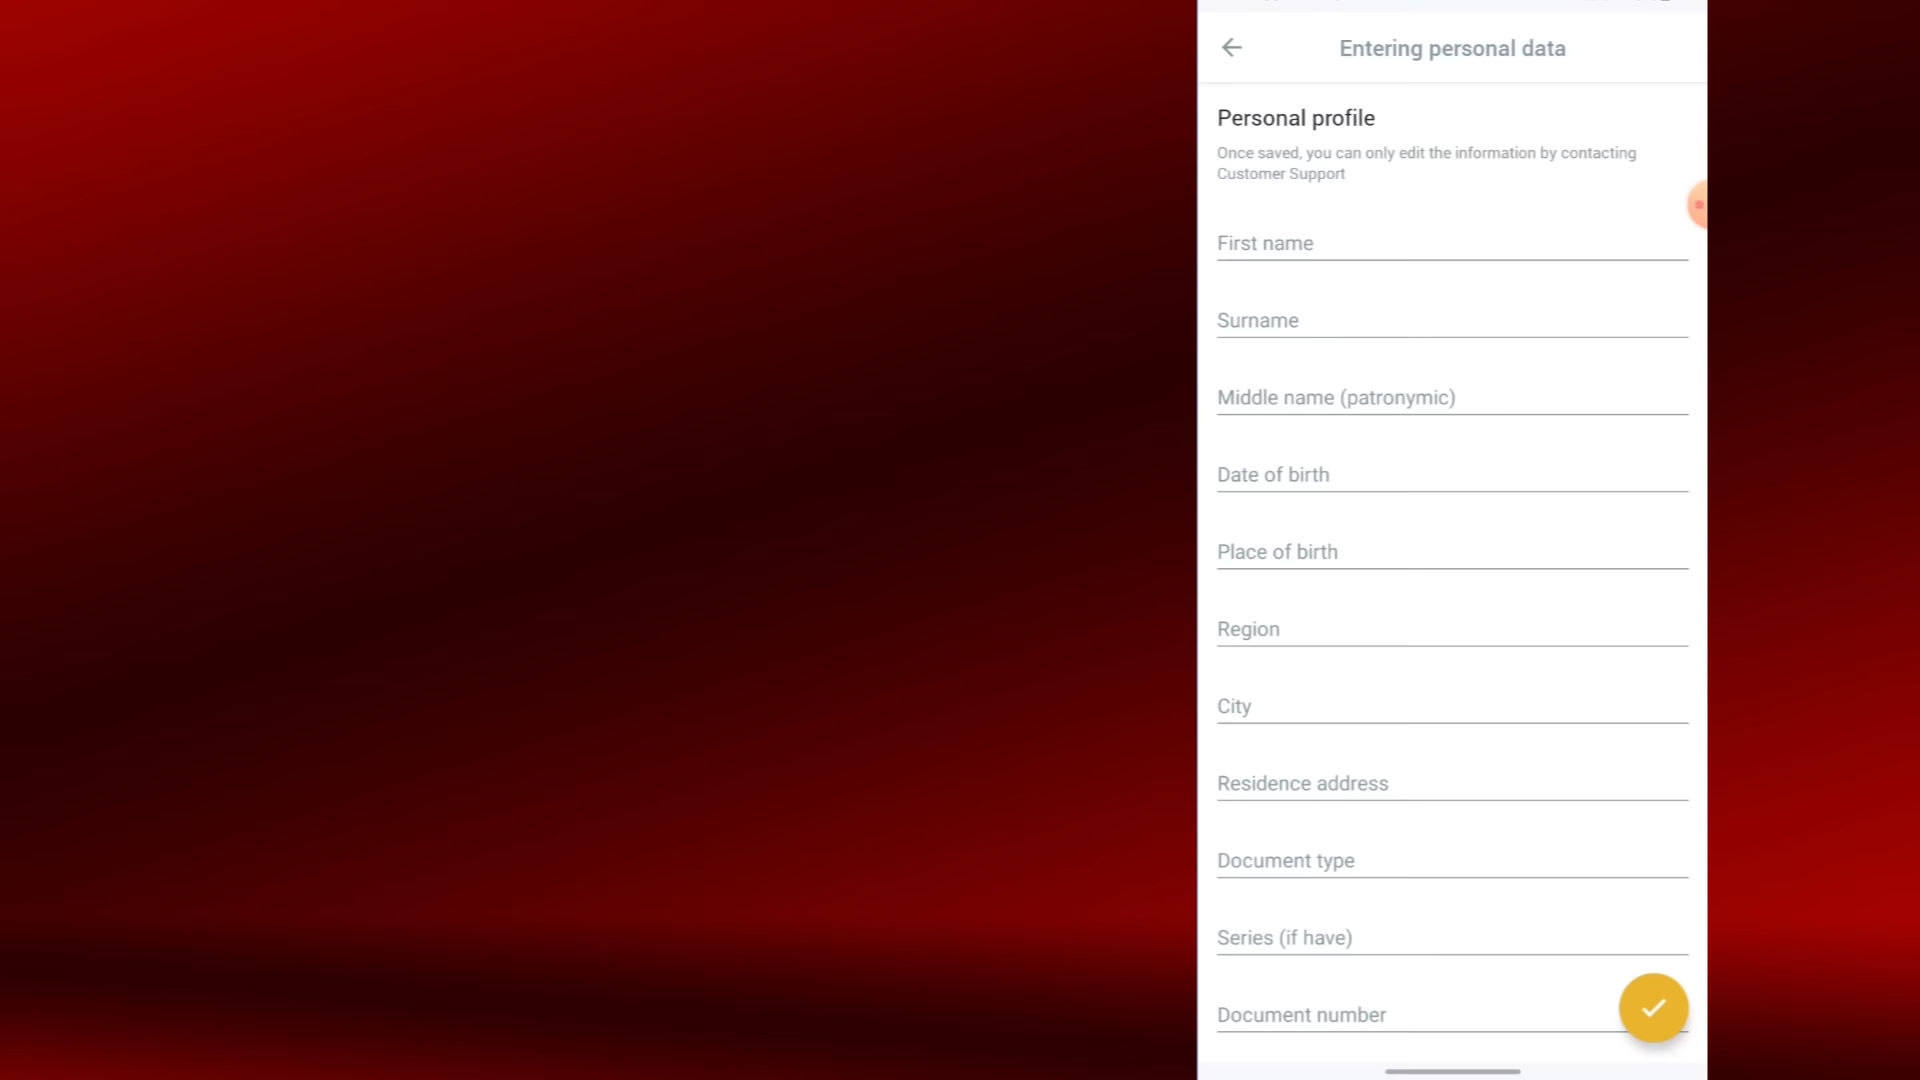 Entering personal data
Personal profile
Once saved, you can only edit the information by contacting
Customer Support
First name
Surname
Middle name (patronymic)
Date of birth
Place of birth
Region
City
Residence address
Document type
Series (if have)
Document number